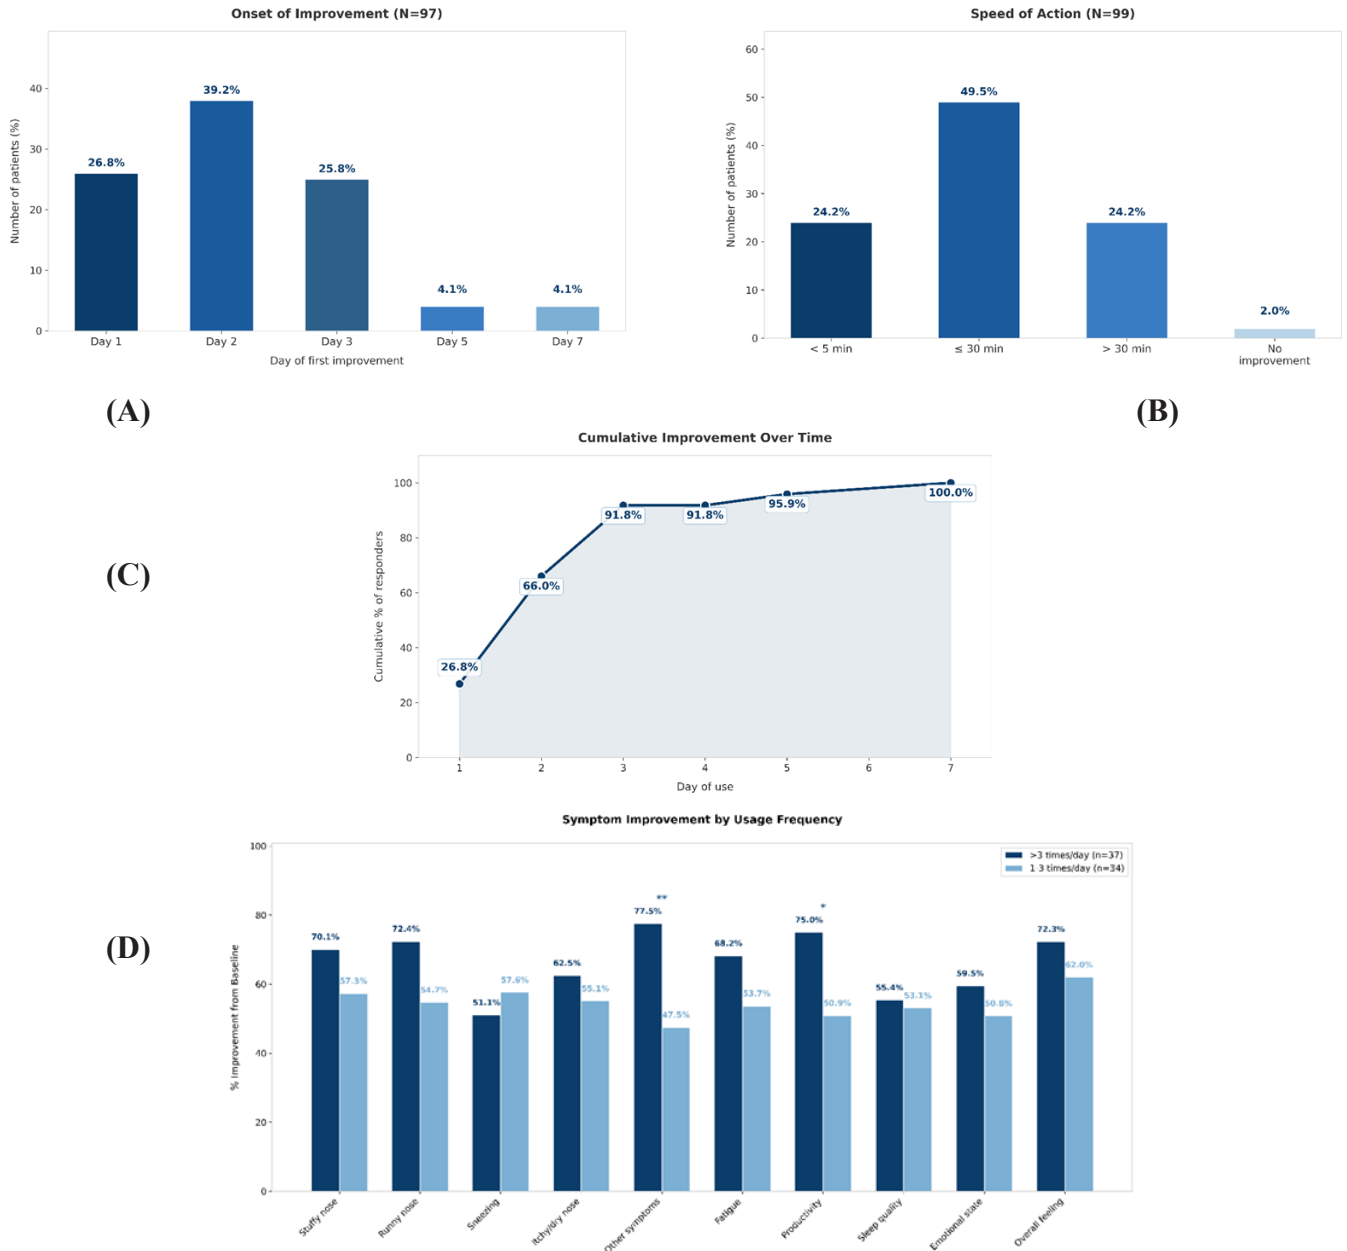 Onset of Improvement (N=97)
Number of patients (%)
40
30
20
10
0
26.8%
39.2%
25.8%
4.1%
4.1%
Day 1
Day 2
Day 3
Day 5
Day 7
Day of first improvement
(A)
Speed of Action (N=99)
Number of patients (%)
60
50
40
30
20
10
0
24.2%
49.5%
24.2%
2.0%
< 5 min
≤ 30 min
> 30 min
No
improvement
(B)
Cumulative Improvement Over Time
(C)
Cumulative % of responders
100
80
60
40
20
0
26.8%
66.0%
91.8%
91.8%
95.9%
100.0%
1
2
3
4
5
6
7
Day of use
Symptom Improvement by Usage Frequency
(D)
% Improvement from Baseline
100
80
60
40
20
0
>3 times/day (n=37)
1 3 times/day (n=34)
70.1%
57.3%
72.4%
54.7%
51.1%
57.6%
62.5%
55.1%
**
77.5%
47.5%
68.2%
53.7%
*
75.0%
50.9%
55.4%
53.1%
59.5%
50.8%
72.3%
62.0%
Stuffy nose
Runny nose
Sneezing
Itchy/dry nose
Other symptoms
Fatigue
Productivity
Sleep quality
Emotional state
Overall feeling